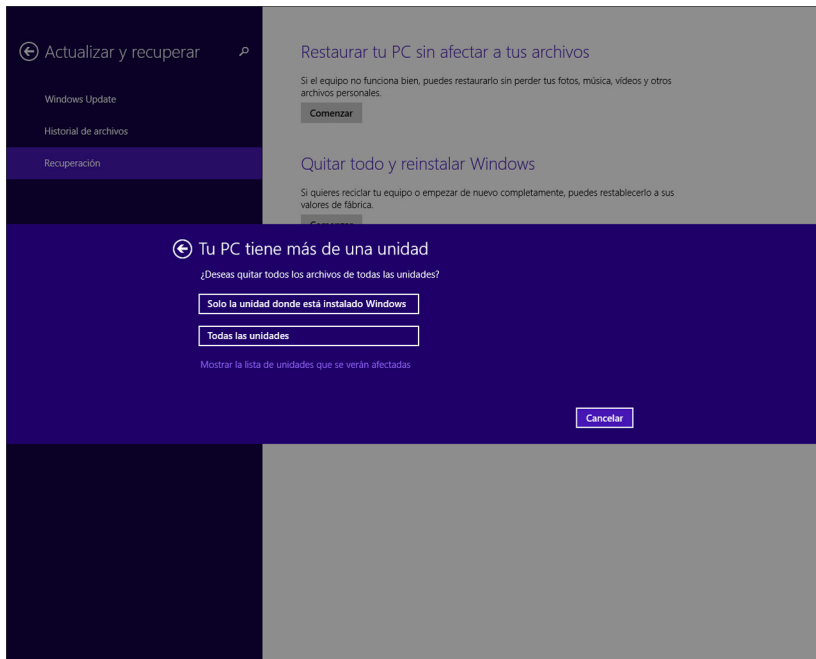 Actualizar y recuperar
Windows Update
Historial de archivos
Recuperación
Restaurar tu PC sin afectar a tus archivos
Si el equipo no funciona bien, puedes restaurarlo sin perder tus fotos, música, vídeos y otros
archivos personales.
Comenzar
Quitar todo y reinstalar Windows
Si quieres reciclar tu equipo o empezar de nuevo completamente, puedes restablecerlo a sus
valores de fábrica.
Comenzar
Tu PC tiene más de una unidad
¿Deseas quitar todos los archivos de todas las unidades?
Solo la unidad donde está instalado Windows
Todas las unidades
Mostrar la lista de unidades que se verán afectadas
Cancelar